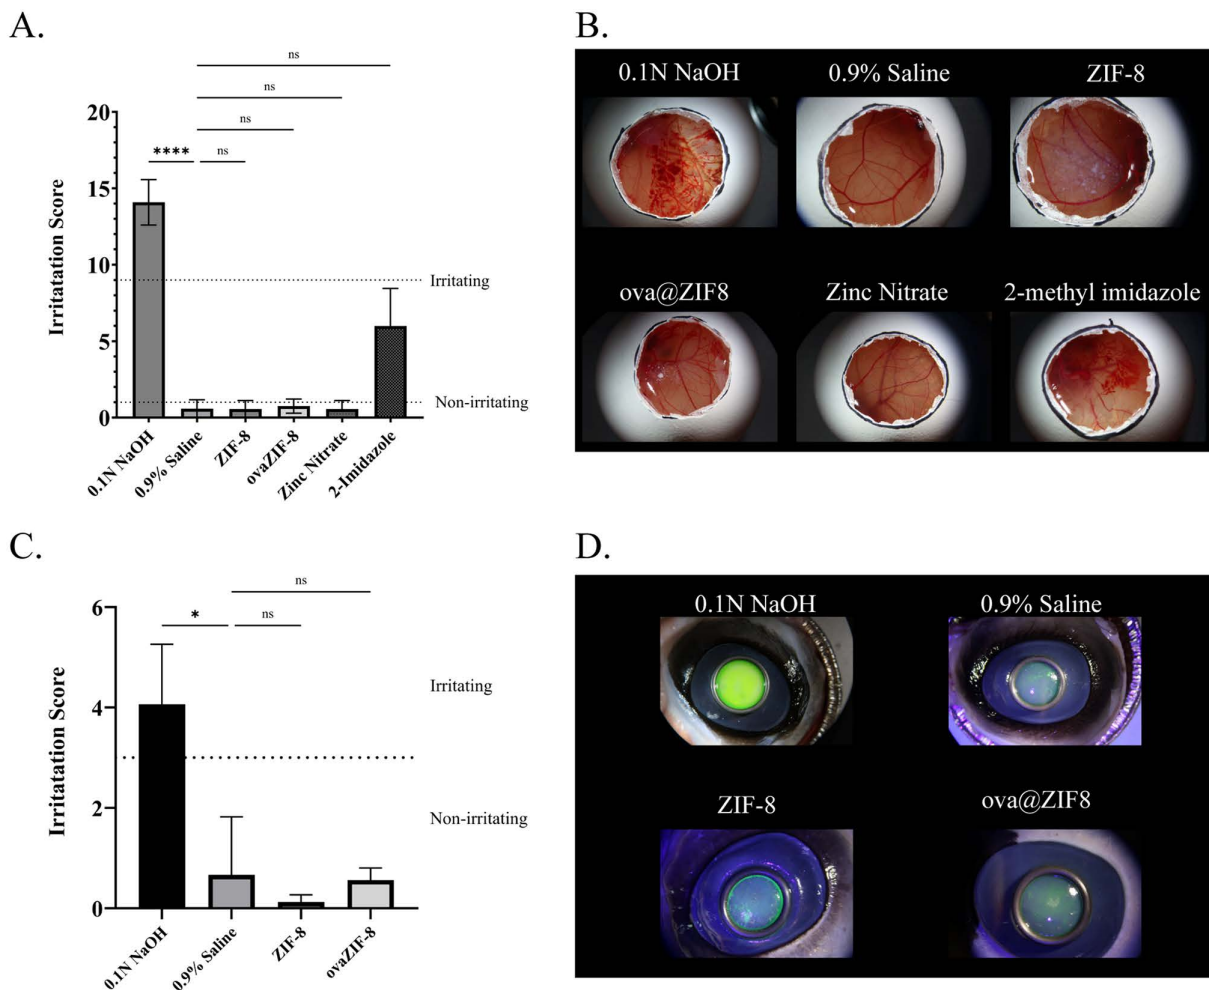 A.
ns
ns
ns
**** ns
20
15
10
5
0
Irritatation Score
Irritating
Non-irritating
0.1N NaOH
0.9% Saline
ZIF-8
ovaZIF-8
Zinc Nitrate
2-Imidazole
B.
0.1N NaOH 0.9% Saline ZIF-8
ova@ZIF8 Zinc Nitrate 2-methyl imidazole
C.
ns
* ns
6
4
2
0
Irritatation Score
Irritating
Non-irritating
0.1N NaOH
0.9% Saline
ZIF-8
ovaZIF-8
D.
0.1N NaOH 0.9% Saline
ZIF-8 ova@ZIF8